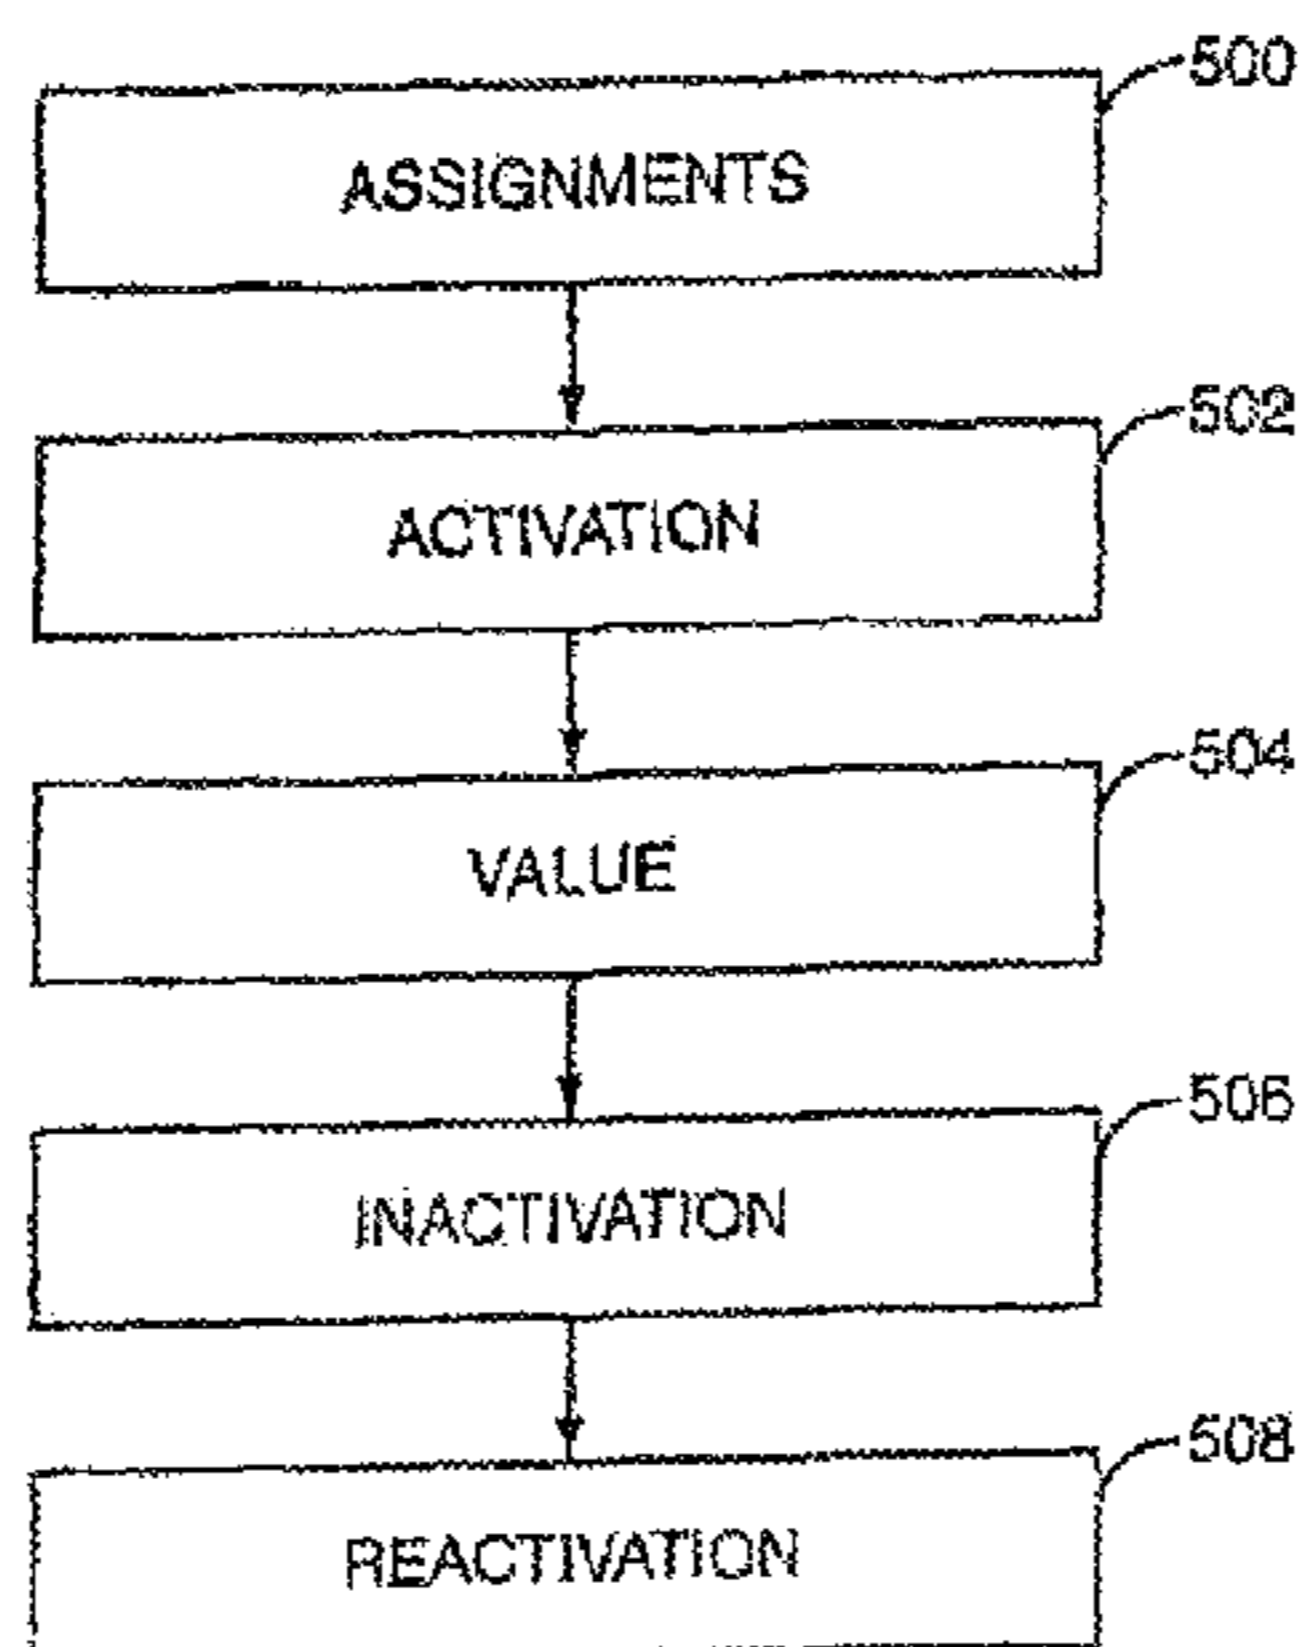 500
ASSIGNMENTS
502
ACTIVATION
504
VALUE
506
INACTIVATION
508
REACTIVATION